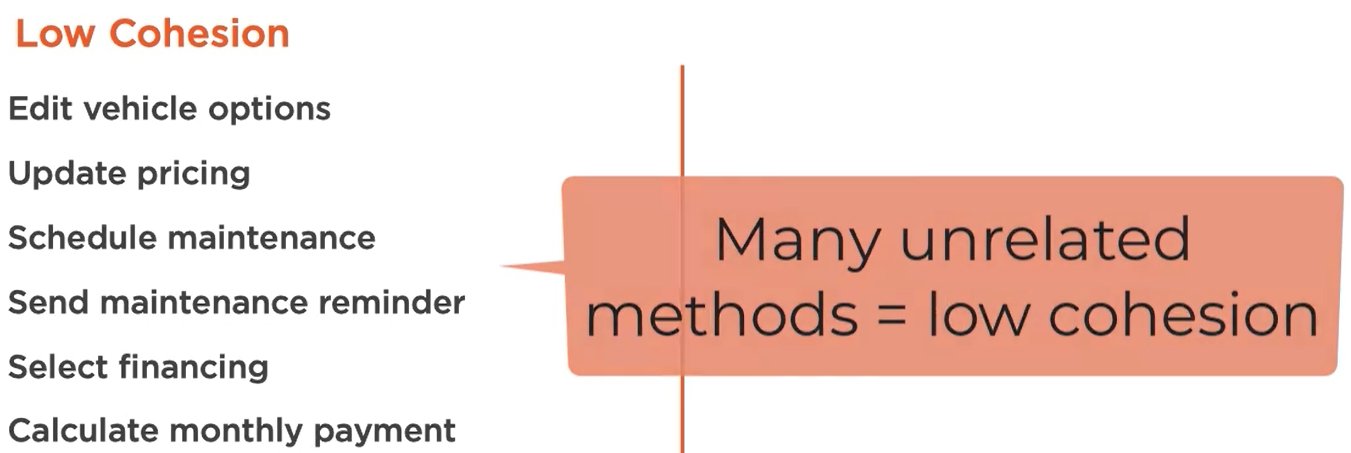 Low Cohesion
Edit vehicle options
Update pricing
Schedule maintenance
Send maintenance reminder
Select financing
Calculate monthly payment
Many unrelated
methods = low cohesion